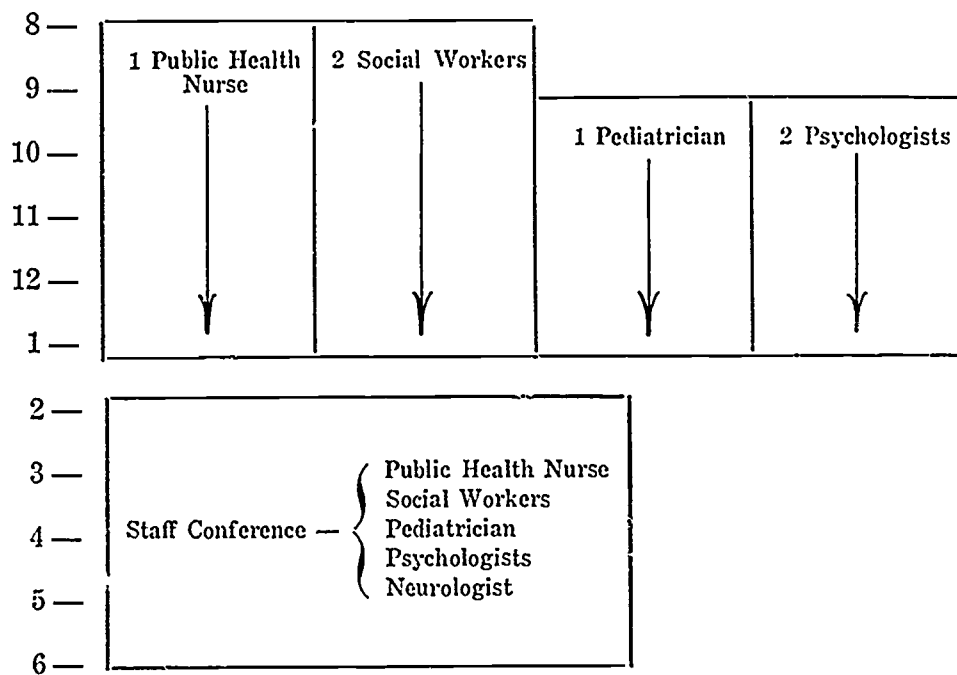 8 —
1 Public Health
Nurse
2 Social Workers
9 —
1 Pediatrician
2 Psychologists
10 —
11 —
12 —
1 —
2 —
3 —
Public Health Nurse
Social Workers
Staff Conference —
Pediatrician
4 —
Psychologists
Neurologist
5 —
6 —